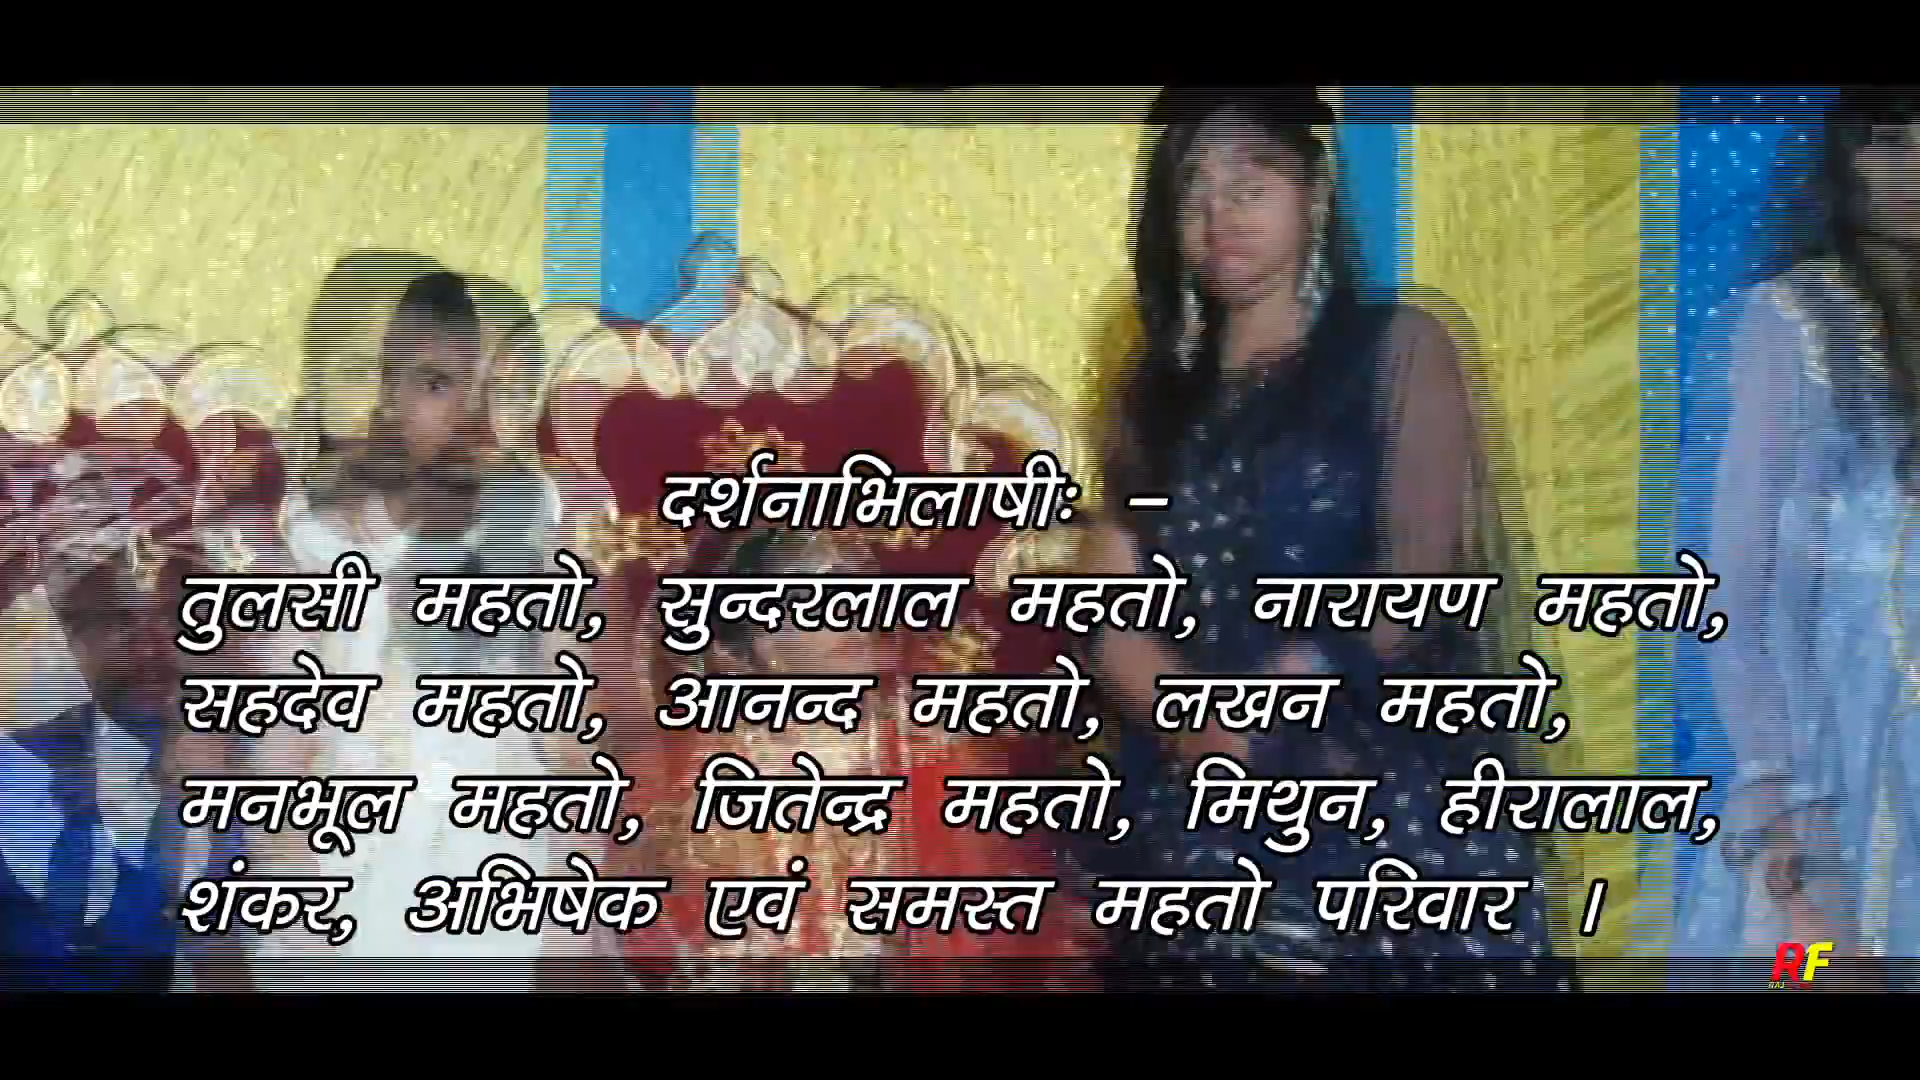 दर्शनाभिलाषीः -
तुलसी महतो, सुन्दरलाल महतो, नारायण महतो,
सहदेव महतो, आनन्द महतो, लखन महतो,
मनभूल महतो, जितेन्द्र महतो, मिथुन, हीरालाल,
शंकर, अभिषेक एवं समस्त महतो परिवार ।
RF
RAJ